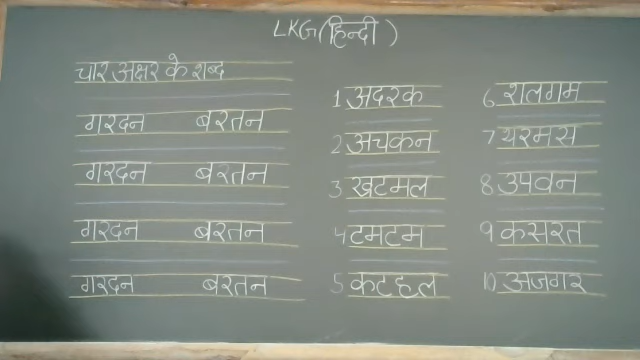 LKG(हिन्दी)
चार अक्षर के शब्द
गरदन बरतन
गरदन बरतन
गरदन बरतन
गरदन बरतन
1 अदरक
2 अचकन
3 खटमल
4 टमटम
5 कटहल
6 शलगम
7 थरमस
8 उपवन
9 कसरत
10 अजगर